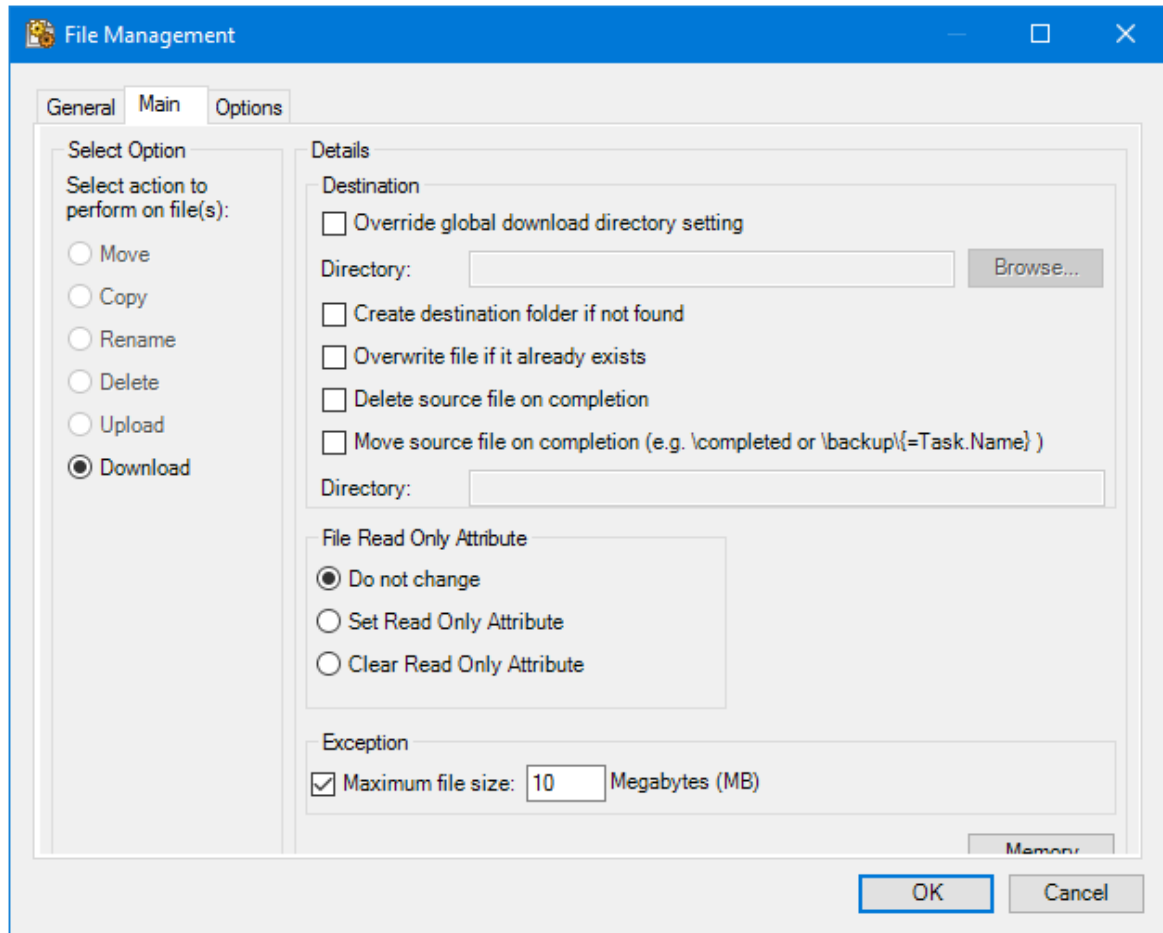 File Management
General Main Options
Select Option
Select action to
perform on file(s):
Move
Copy
Rename
Delete
Upload
Download
Details
Destination
Override global download directory setting
Directory: Browse...
Create destination folder if not found
Overwrite file if it already exists
Delete source file on completion
Move source file on completion (e.g. \completed or \backup\{=Task.Name} )
Directory:
File Read Only Attribute
Do not change
Set Read Only Attribute
Clear Read Only Attribute
Exception
Maximum file size: 10 Megabytes (MB)
Memory
OK Cancel